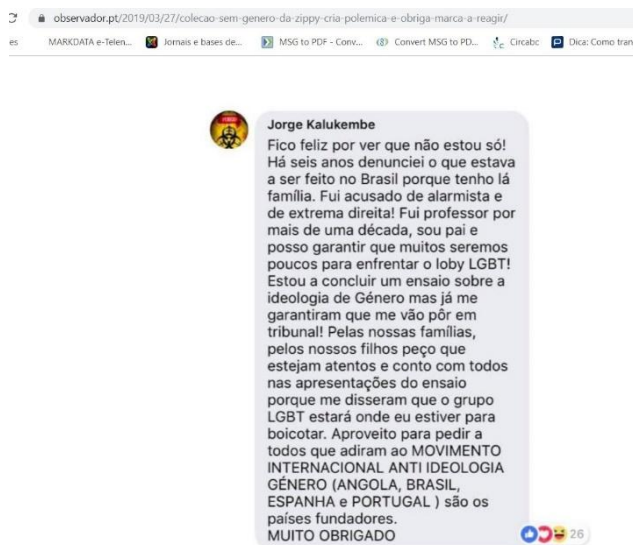 observador.pt/2019/03/27/colecao-sem-genero-da-zippy-cria-polemica-e-obriga-marca-a-reagir/
es MARKDATA e-Telen... Jornais e bases de... MSG to PDF - Conv... Convert MSG to PD... Circabc Dica: Como tran
Jorge Kalukembe
Fico feliz por ver que não estou só!
Há seis anos denunciei o que estava
a ser feito no Brasil porque tenho lá
família. Fui acusado de alarmista e
de extrema direita! Fui professor por
mais de uma década, sou pai e
posso garantir que muitos seremos
poucos para enfrentar o loby LGBT!
Estou a concluir um ensaio sobre a
ideologia de Género mas já me
garantiram que me vão pôr em
tribunal! Pelas nossas famílias,
pelos nossos filhos peço que
estejam atentos e conto com todos
nas apresentações do ensaio
porque me disseram que o grupo
LGBT estará onde eu estiver para
boicotar. Aproveito para pedir a
todos que adiram ao MOVIMENTO
INTERNACIONAL ANTI IDEOLOGIA
GÉNERO (ANGOLA, BRASIL,
ESPANHA e PORTUGAL ) são os
países fundadores.
MUITO OBRIGADO
26